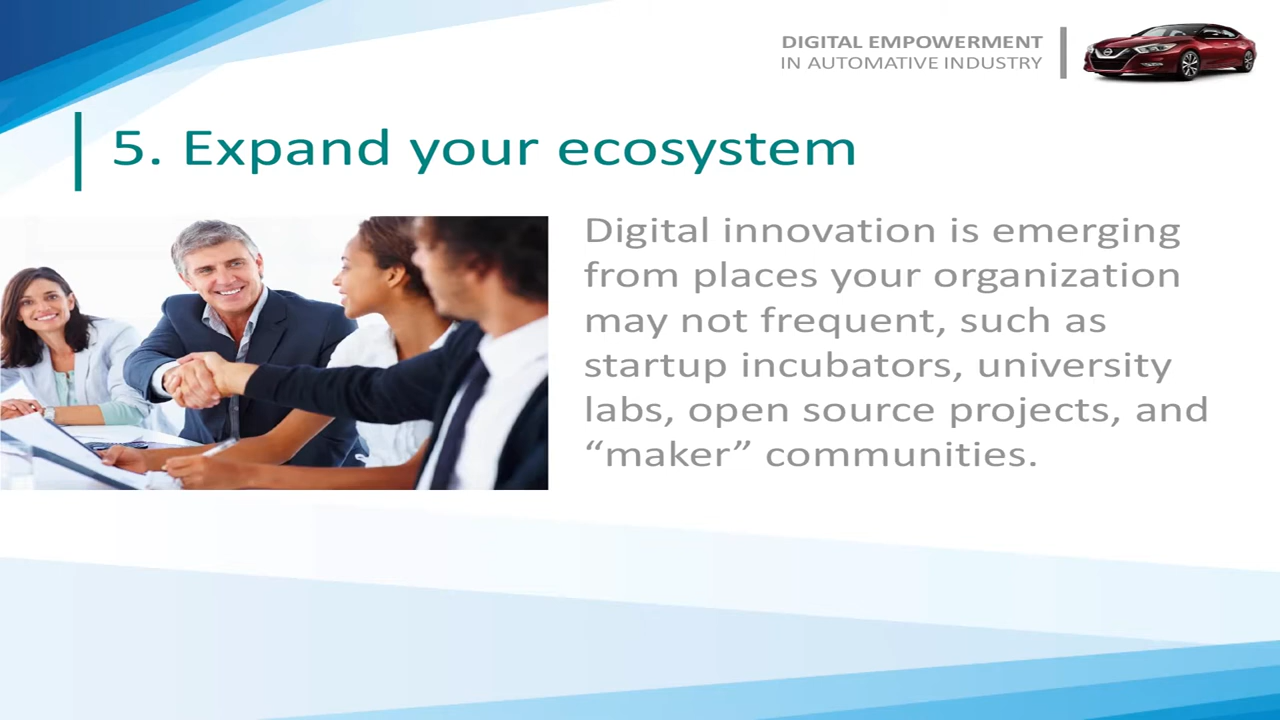 DIGITAL EMPOWERMENT
IN AUTOMATIVE INDUSTRY
5. Expand your ecosystem
Digital innovation is emerging
from places your organization
may not frequent, such as
startup incubators, university
labs, open source projects, and
“maker” communities.